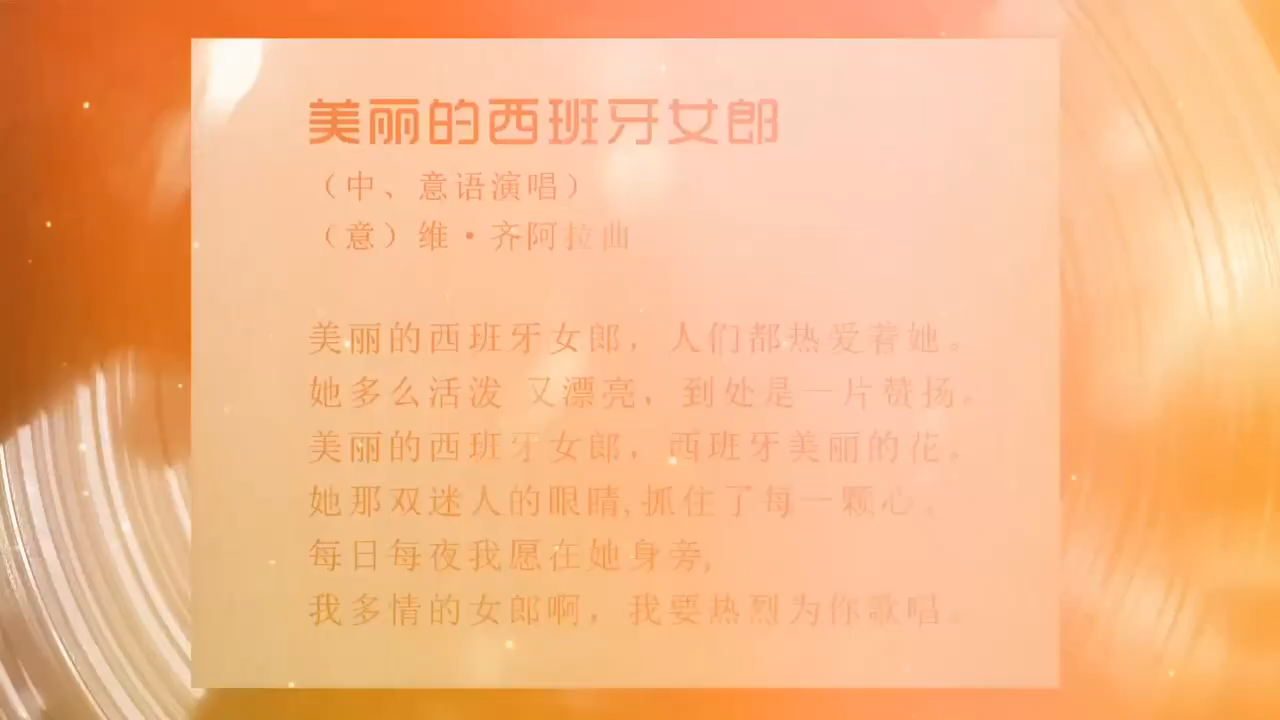 美丽的西班牙女郎
（中、意语演唱）
（意）维·齐阿拉曲
美丽的西班牙女郎，人们都热爱着她。
她多么活泼 又漂亮，到处是一片赞扬。
美丽的西班牙女郎，西班牙美丽的花。
她那双迷人的眼睛,抓住了每一颗心。
每日每夜我愿在她身旁,
我多情的女郎啊，我要热烈为你歌唱。